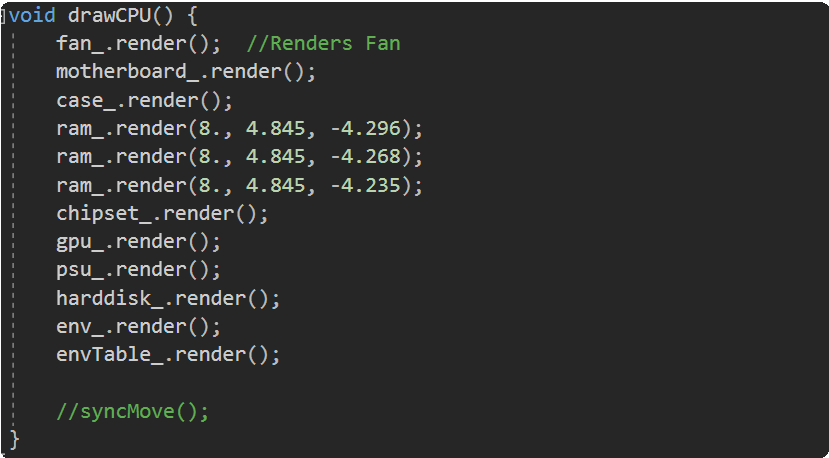 void drawCPU() {
    fan_.render();  //Renders Fan
    motherboard_.render();
    case_.render();
    ram_.render(8., 4.845, -4.296);
    ram_.render(8., 4.845, -4.268);
    ram_.render(8., 4.845, -4.235);
    chipset_.render();
    gpu_.render();
    psu_.render();
    harddisk_.render();
    env_.render();
    envTable_.render();

    //syncMove();
}